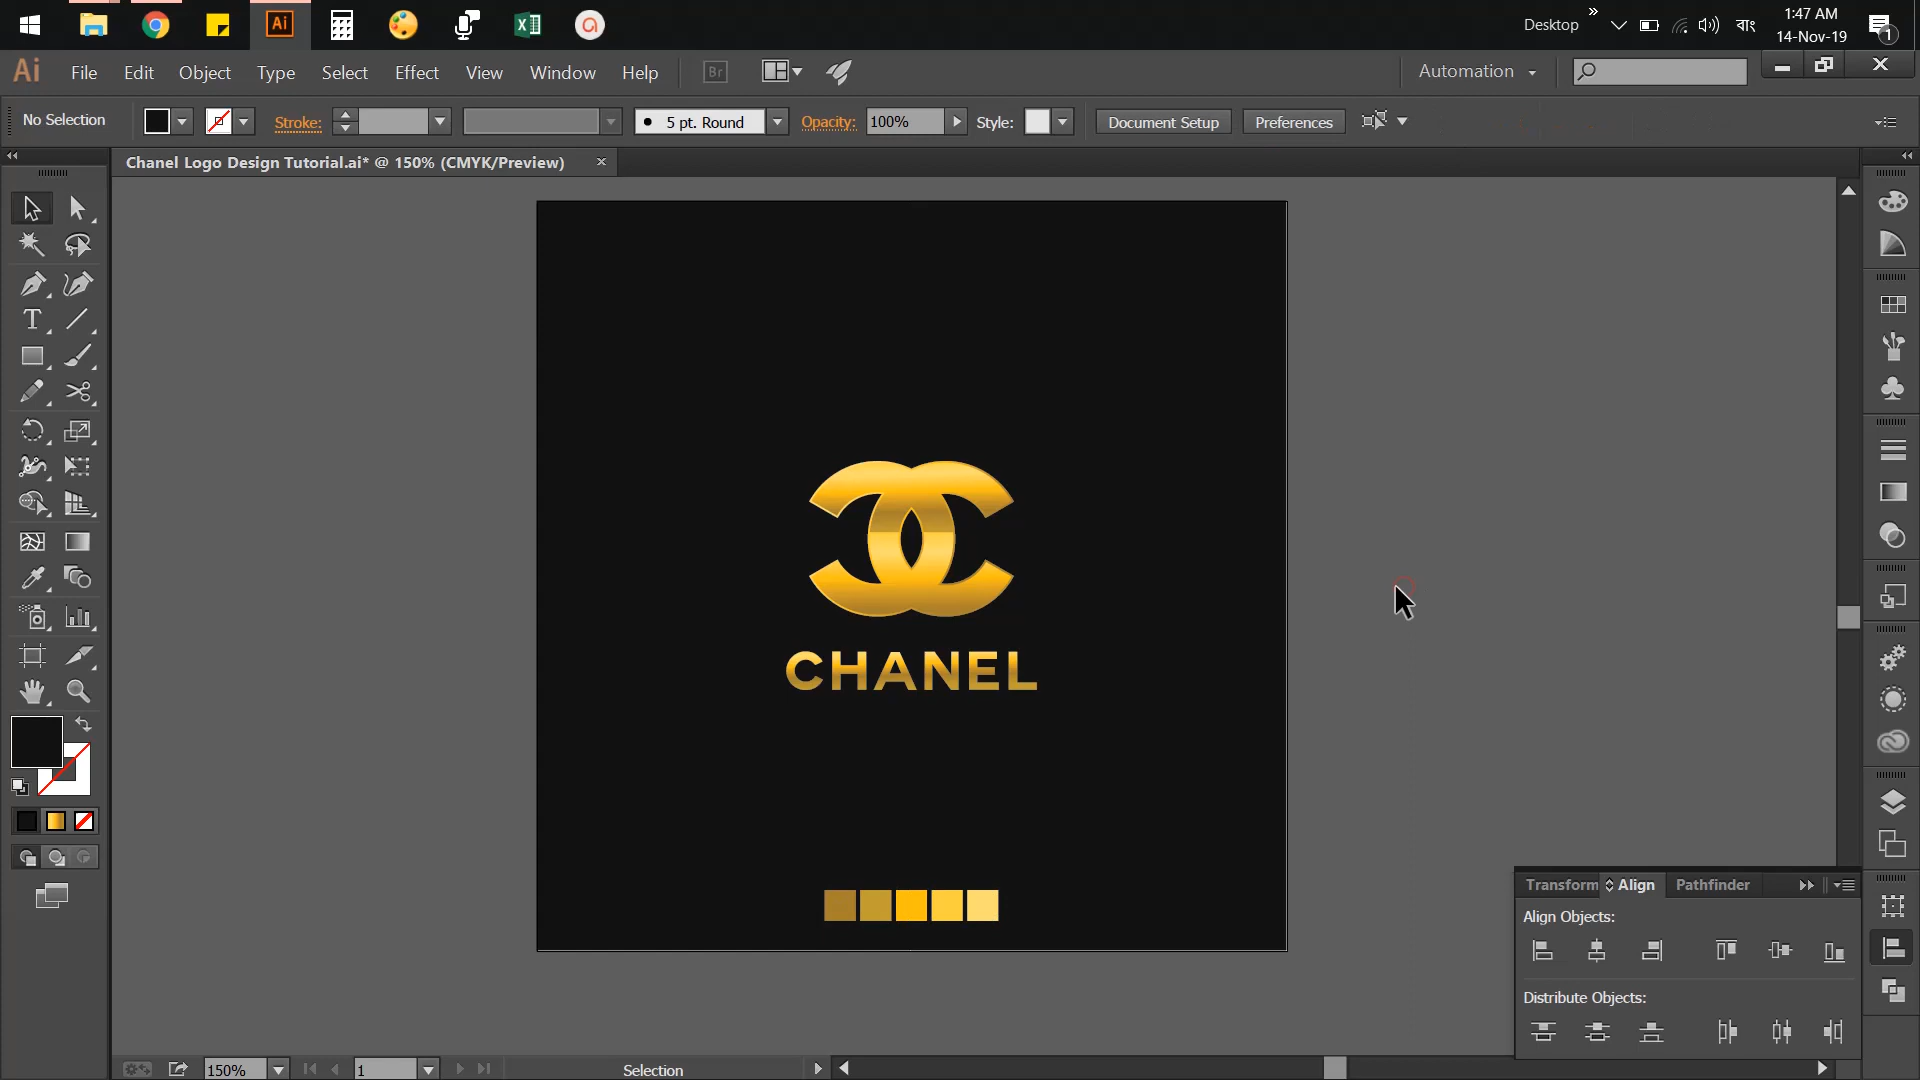 Desktop
বাং
1:47 AM
14-Nov-19
1
Ai
Ai File Edit Object Type Select Effect View Window Help Br Automation
No Selection Stroke: 5 pt. Round Opacity: 100% Style: Document Setup Preferences
Chanel Logo Design Tutorial.ai* @ 150% (CMYK/Preview)
T
CHANEL
Transform Align Pathfinder
Align Objects:
Distribute Objects:
150% 1 Selection